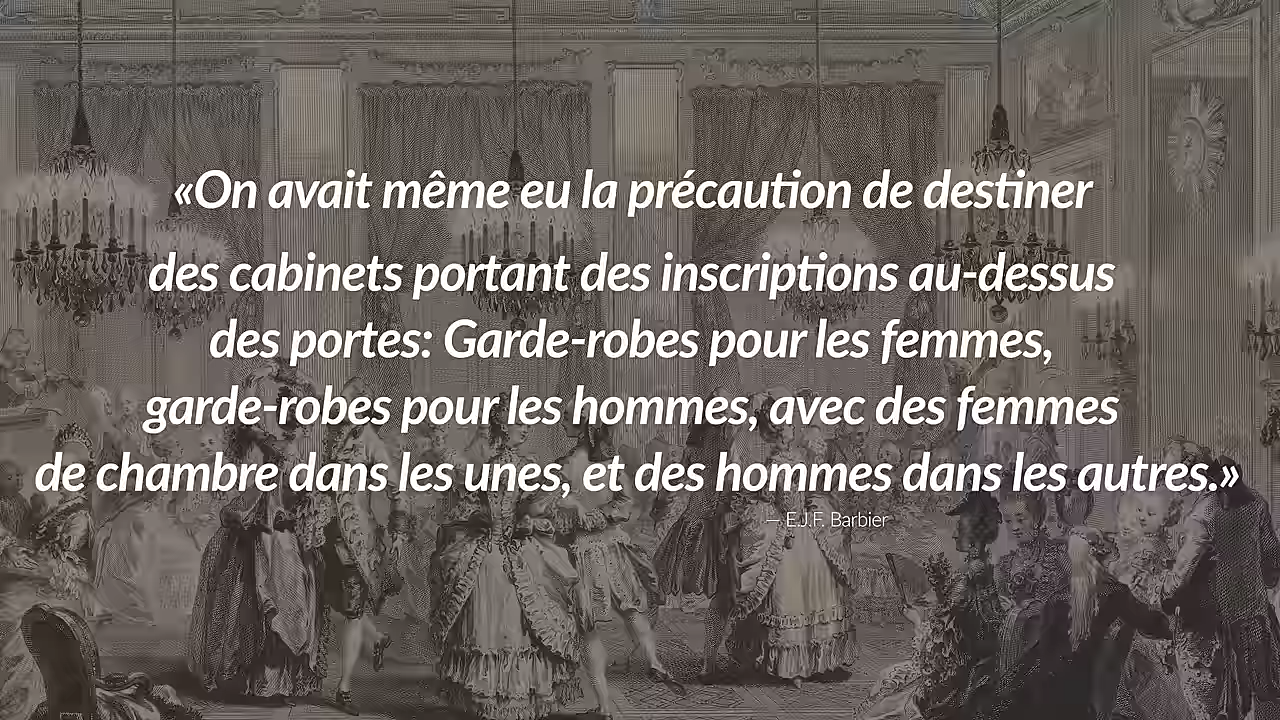 «On avait même eu la précaution de destiner
des cabinets portant des inscriptions au-dessus
des portes: Garde-robes pour les femmes,
garde-robes pour les hommes, avec des femmes
de chambre dans les unes, et des hommes dans les autres.»
— E.J.F. Barbier